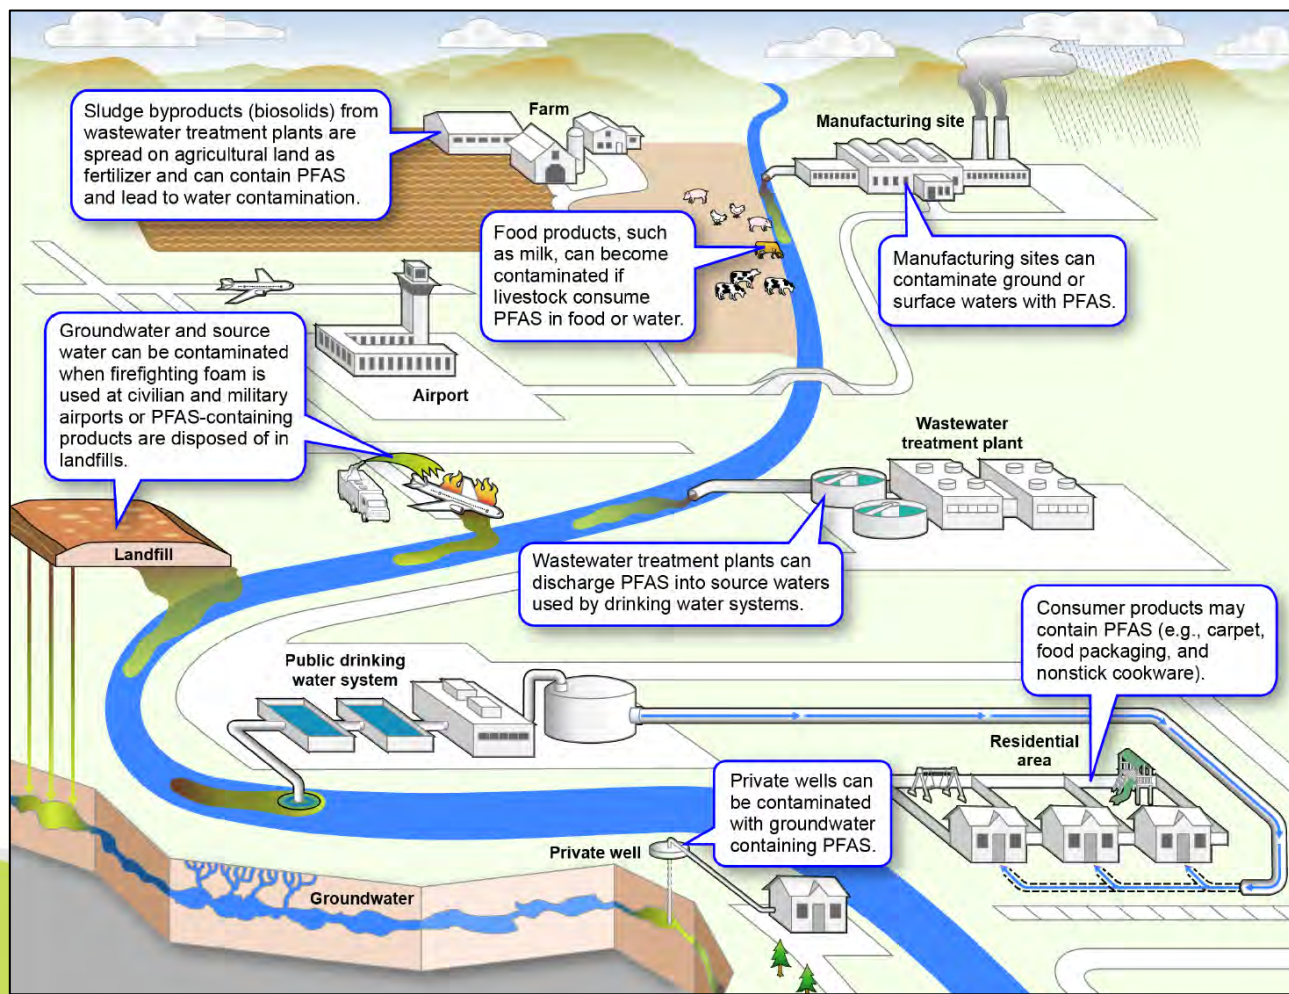 Farm
Manufacturing site
Sludge byproducts (biosolids) from
wastewater treatment plants are
spread on agricultural land as
fertilizer and can contain PFAS
and lead to water contamination.
Food products, such
as milk, can become
contaminated if
livestock consume
PFAS in food or water.
Manufacturing sites can
contaminate ground or
surface waters with PFAS.
Groundwater and source
water can be contaminated
when firefighting foam is
used at civilian and military
airports or PFAS-containing
products are disposed of in
landfills.
Airport
Wastewater
treatment plant
Landfill
Wastewater treatment plants can
discharge PFAS into source waters
used by drinking water systems.
Consumer products may
contain PFAS (e.g., carpet,
food packaging, and
nonstick cookware).
Public drinking
water system
Residential
area
Private wells can
be contaminated
with groundwater
containing PFAS.
Private well
Groundwater